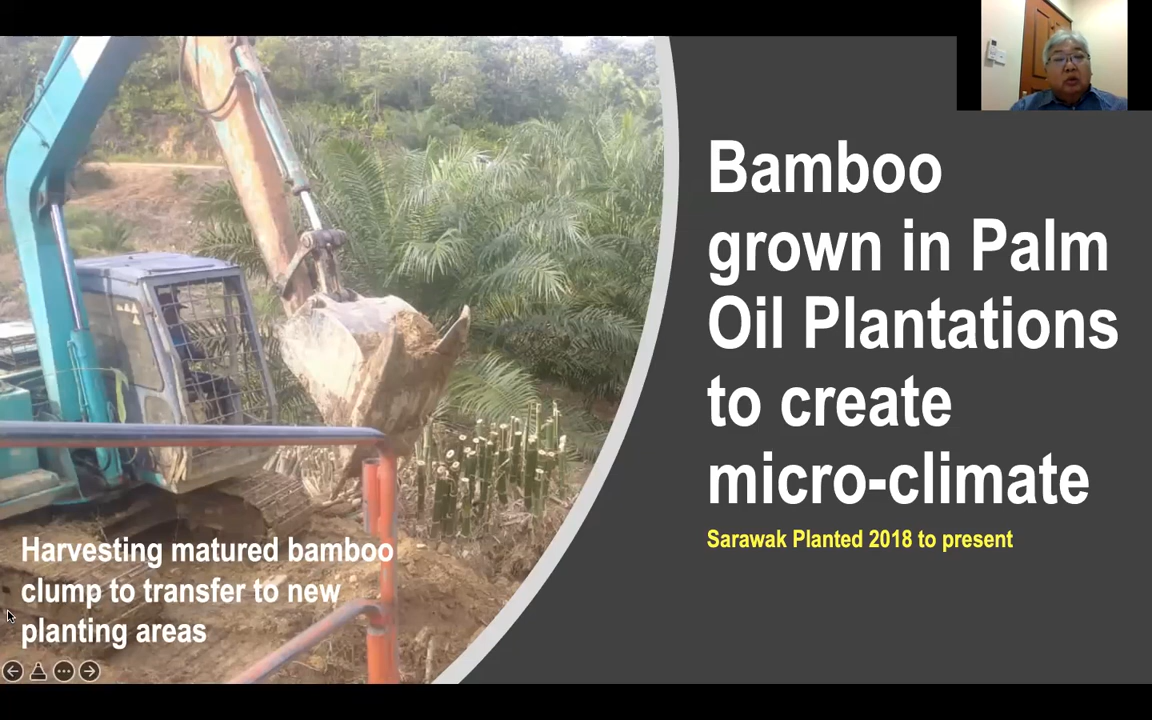 Bamboo
grown in Palm
Oil Plantations
to create
micro-climate
Sarawak Planted 2018 to present
Harvesting matured bamboo
clump to transfer to new
planting areas